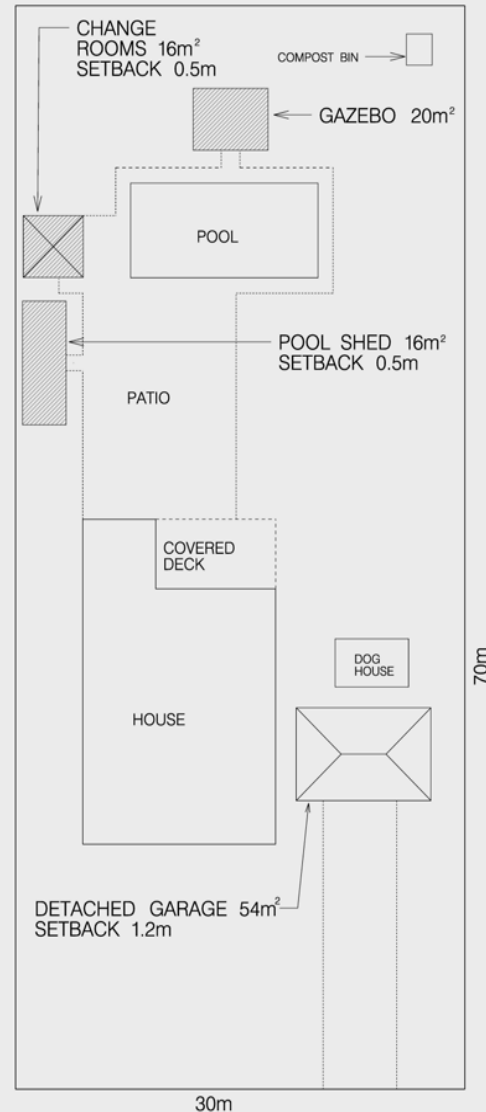 CHANGE
ROOMS 16m²
SETBACK 0.5m
COMPOST BIN
GAZEBO 20m²
POOL
POOL SHED 16m²
SETBACK 0.5m
PATIO
COVERED
DECK
DOG
HOUSE
70m
HOUSE
DETACHED GARAGE 54m²
SETBACK 1.2m
30m